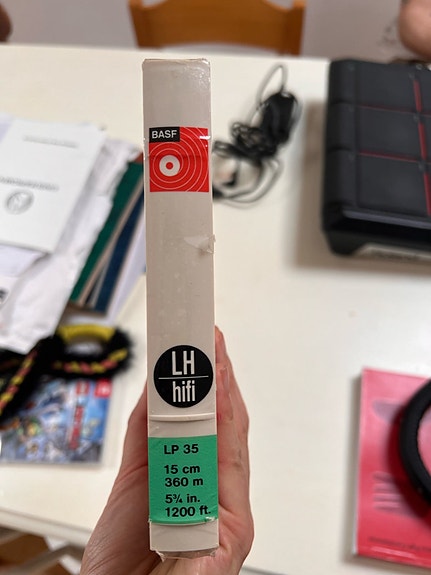 BASF
LH
hifi
LP 35
15 cm
360 m
5¾ in.
1200 ft.